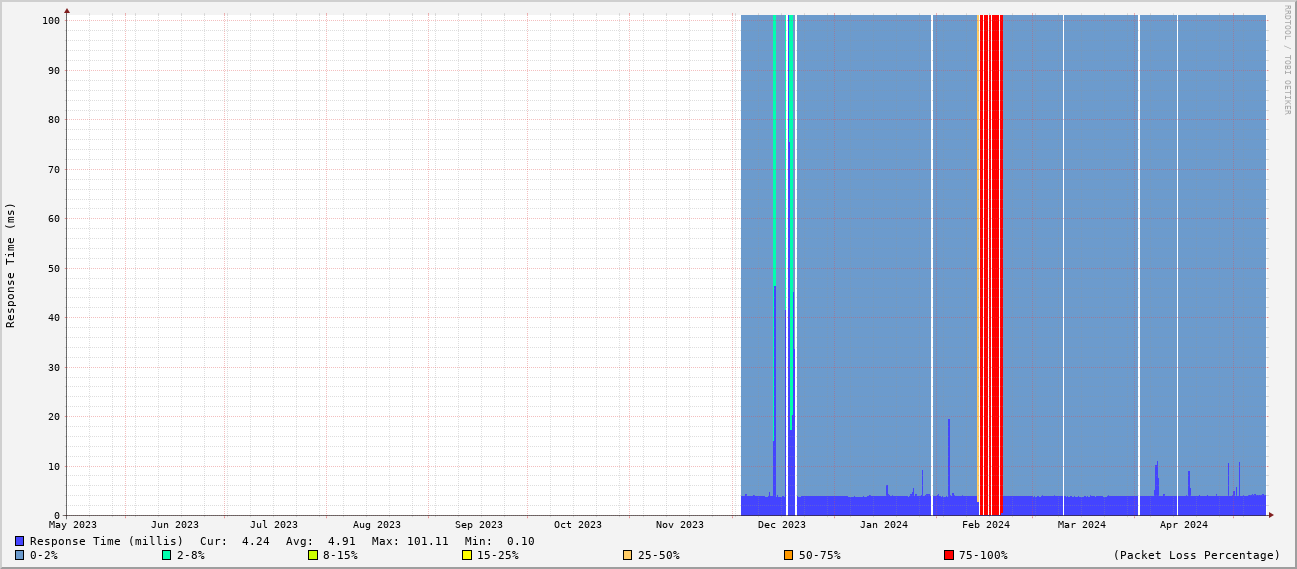 RRDTOOL / TOBI OETIKER
Response Time (ms)
100
90
80
70
60
50
40
30
20
10
0
May 2023 Jun 2023 Jul 2023 Aug 2023 Sep 2023 Oct 2023 Nov 2023 Dec 2023 Jan 2024 Feb 2024 Mar 2024 Apr 2024
Response Time (millis) Cur: 4.24 Avg: 4.91 Max: 101.11 Min: 0.10
0-2% 2-8% 8-15% 15-25% 25-50% 50-75% 75-100% (Packet Loss Percentage)